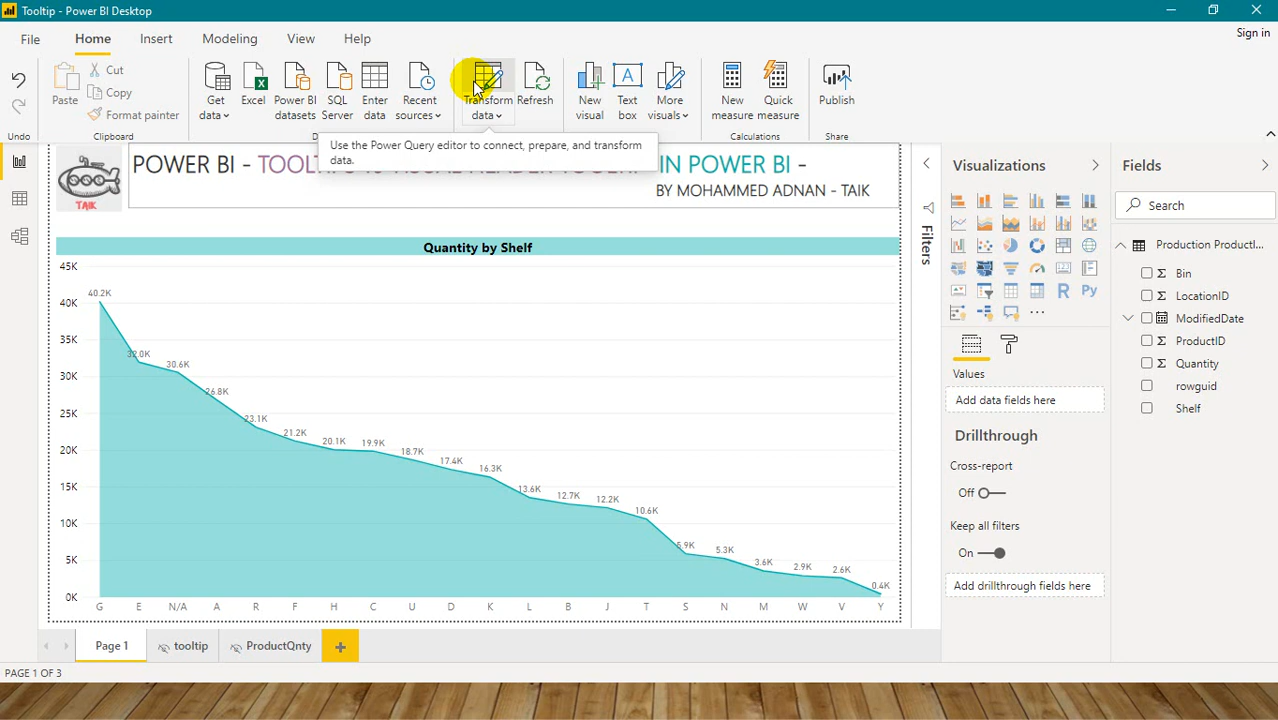 Tooltip - Power BI Desktop
Sign in
File Home Insert Modeling View Help
Paste
Cut
Copy
Format painter
Get data
Excel
Power BI datasets
SQL Server
Enter data
Recent sources
Transform data
Refresh
New visual
Text box
More visuals
New measure
Quick measure
Publish
Undo
Clipboard
Calculations
Share
Use the Power Query editor to connect, prepare, and transform
data.
POWER BI - IN POWER BI -
BY MOHAMMED ADNAN - TAIK
TAIK
Quantity by Shelf
45K
40K
35K
30K
25K
20K
15K
10K
5K
0K
40.2K
32.0K
30.6K
26.8K
23.1K
21.2K
20.1K
19.9K
18.7K
17.4K
16.3K
13.6K
12.7K
12.2K
10.6K
5.9K
5.3K
3.6K
2.9K
2.6K
0.4K
G E N/A A R F H C U D K L B J T S N M W V Y
Filters
Visualizations
R Py
123
Values
Add data fields here
Drillthrough
Cross-report
Off
Keep all filters
On
Add drillthrough fields here
Fields
Search
Production ProductI...
Bin
LocationID
ModifiedDate
ProductID
Quantity
rowguid
Shelf
Page 1 tooltip ProductQnty
PAGE 1 OF 3